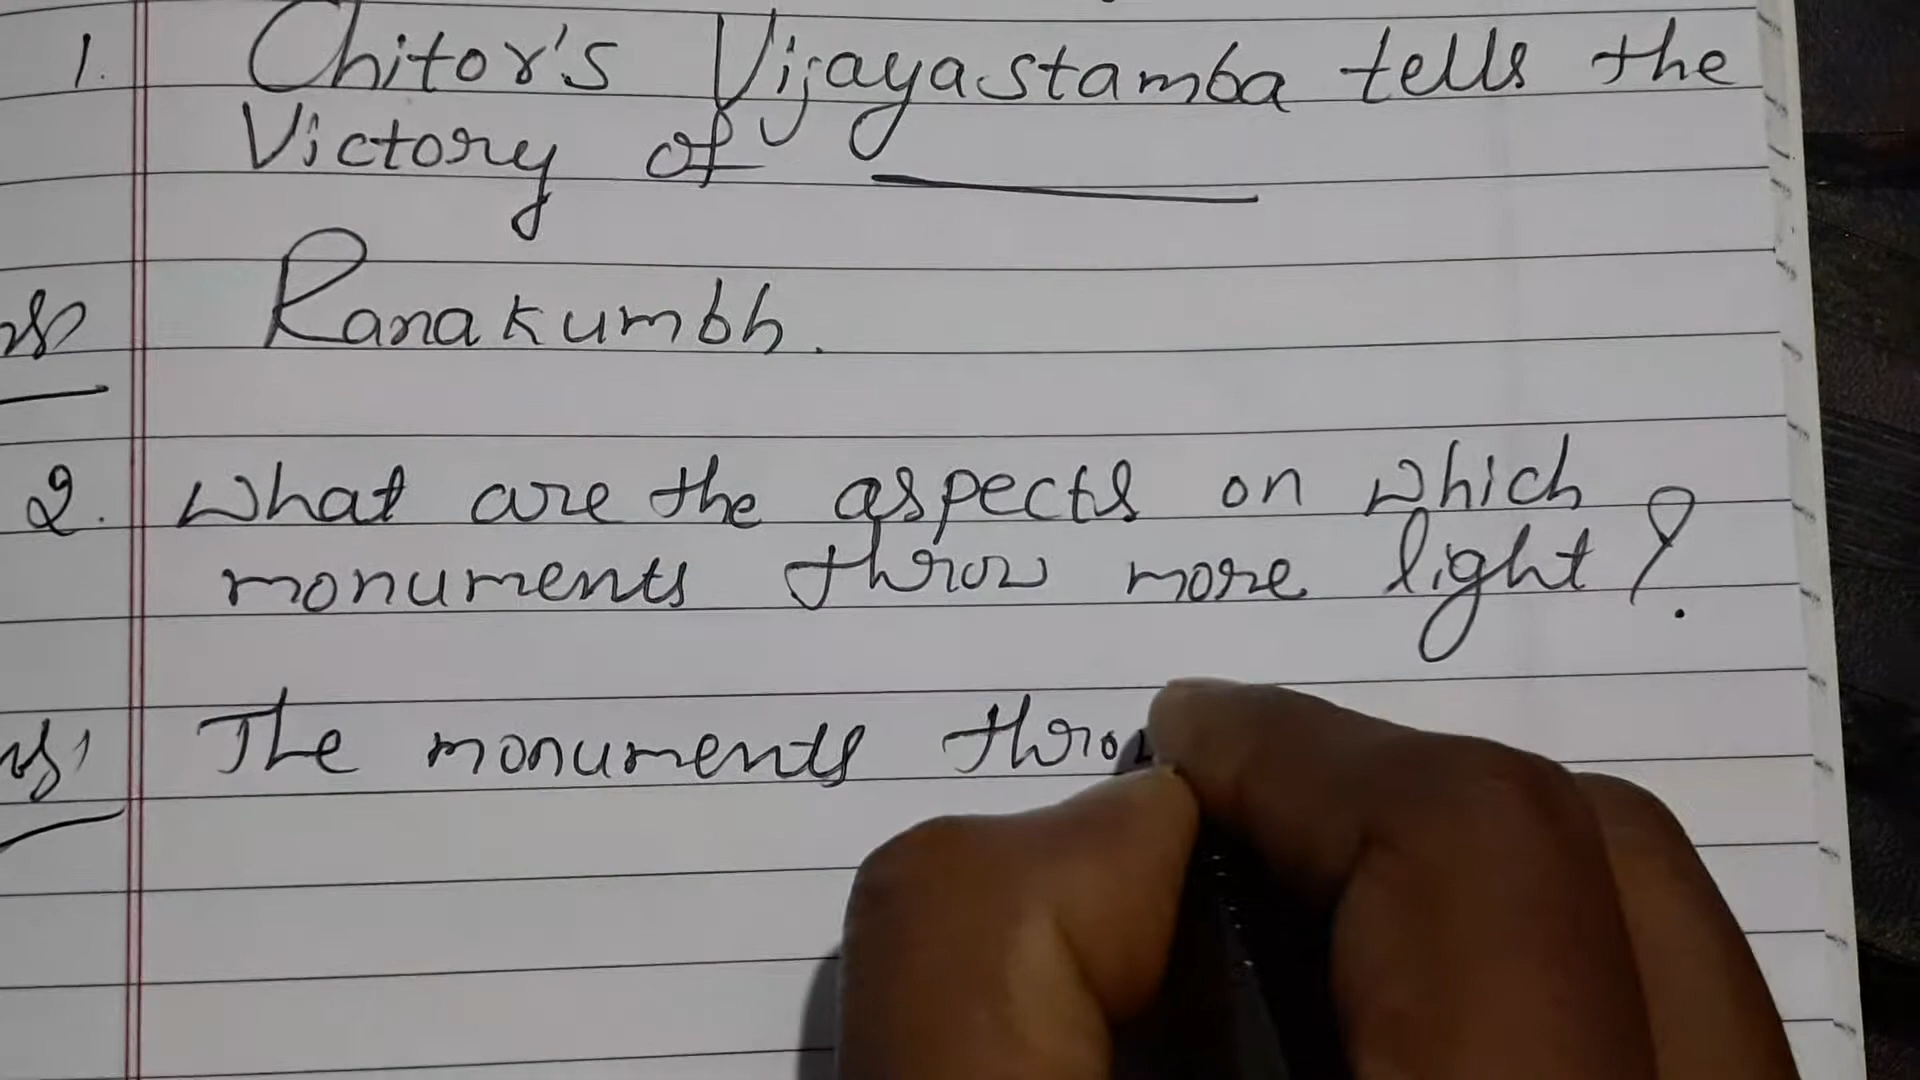 1. Chitor's Vijayastamba tells the
Victory of ______
Ranakumbh.
2. What are the aspects on which
monuments throw more light?
The monuments